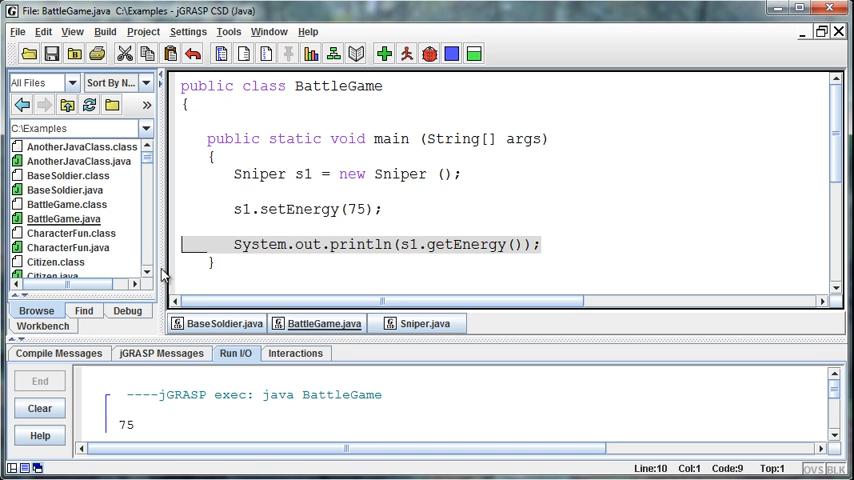 File: BattleGame.java C:\Examples - jGRASP CSD (Java)
File Edit View Build Project Settings Tools Window Help
All Files Sort By N...
C:\Examples
AnotherJavaClass.class
AnotherJavaClass.java
BaseSoldier.class
BaseSoldier.java
BattleGame.class
BattleGame.java
CharacterFun.class
CharacterFun.java
Citizen.class
Citizen.java
Browse Find Debug
Workbench
public class BattleGame
{
public static void main (String[] args)
{
Sniper s1 = new Sniper ();
s1.setEnergy(75);
System.out.println(s1.getEnergy());
}
BaseSoldier.java BattleGame.java Sniper.java
Compile Messages jGRASP Messages Run I/O Interactions
End
Clear
Help
----jGRASP exec: java BattleGame
75
Line:10 Col:1 Code:9 Top:1 OVS BLK